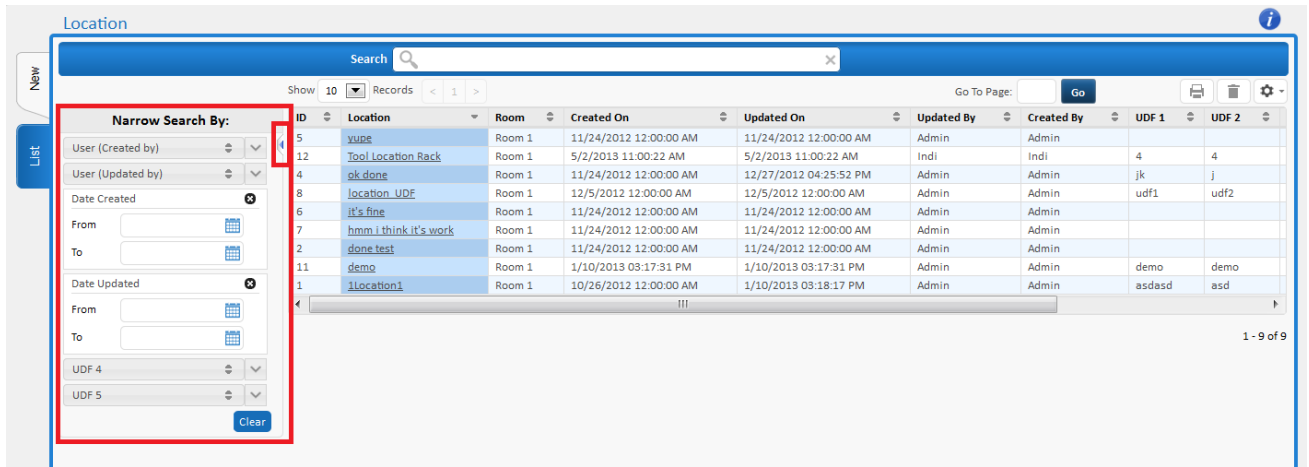 Location
i
New
List
Search
Show 10 Records < 1 >
Go To Page: Go
Narrow Search By:
User (Created by)
User (Updated by)
Date Created
From
To
Date Updated
From
To
UDF 4
UDF 5
Clear
ID Location Room Created On Updated On Updated By Created By UDF 1 UDF 2
5 yupe Room 1 11/24/2012 12:00:00 AM 11/24/2012 12:00:00 AM Admin Admin
12 Tool Location Rack Room 1 5/2/2013 11:00:22 AM 5/2/2013 11:00:22 AM Indi Indi 4 4
4 ok done Room 1 11/24/2012 12:00:00 AM 12/27/2012 04:25:52 PM Admin Admin jk j
8 location_UDF Room 1 12/5/2012 12:00:00 AM 12/5/2012 12:00:00 AM Admin Admin udf1 udf2
6 it's fine Room 1 11/24/2012 12:00:00 AM 11/24/2012 12:00:00 AM Admin Admin
7 hmm i think it's work Room 1 11/24/2012 12:00:00 AM 11/24/2012 12:00:00 AM Admin Admin
2 done test Room 1 11/24/2012 12:00:00 AM 11/24/2012 12:00:00 AM Admin Admin
11 demo Room 1 1/10/2013 03:17:31 PM 1/10/2013 03:17:31 PM Admin Admin demo demo
1 1Location1 Room 1 10/26/2012 12:00:00 AM 1/10/2013 03:18:17 PM Admin Admin asdasd asd
1 - 9 of 9